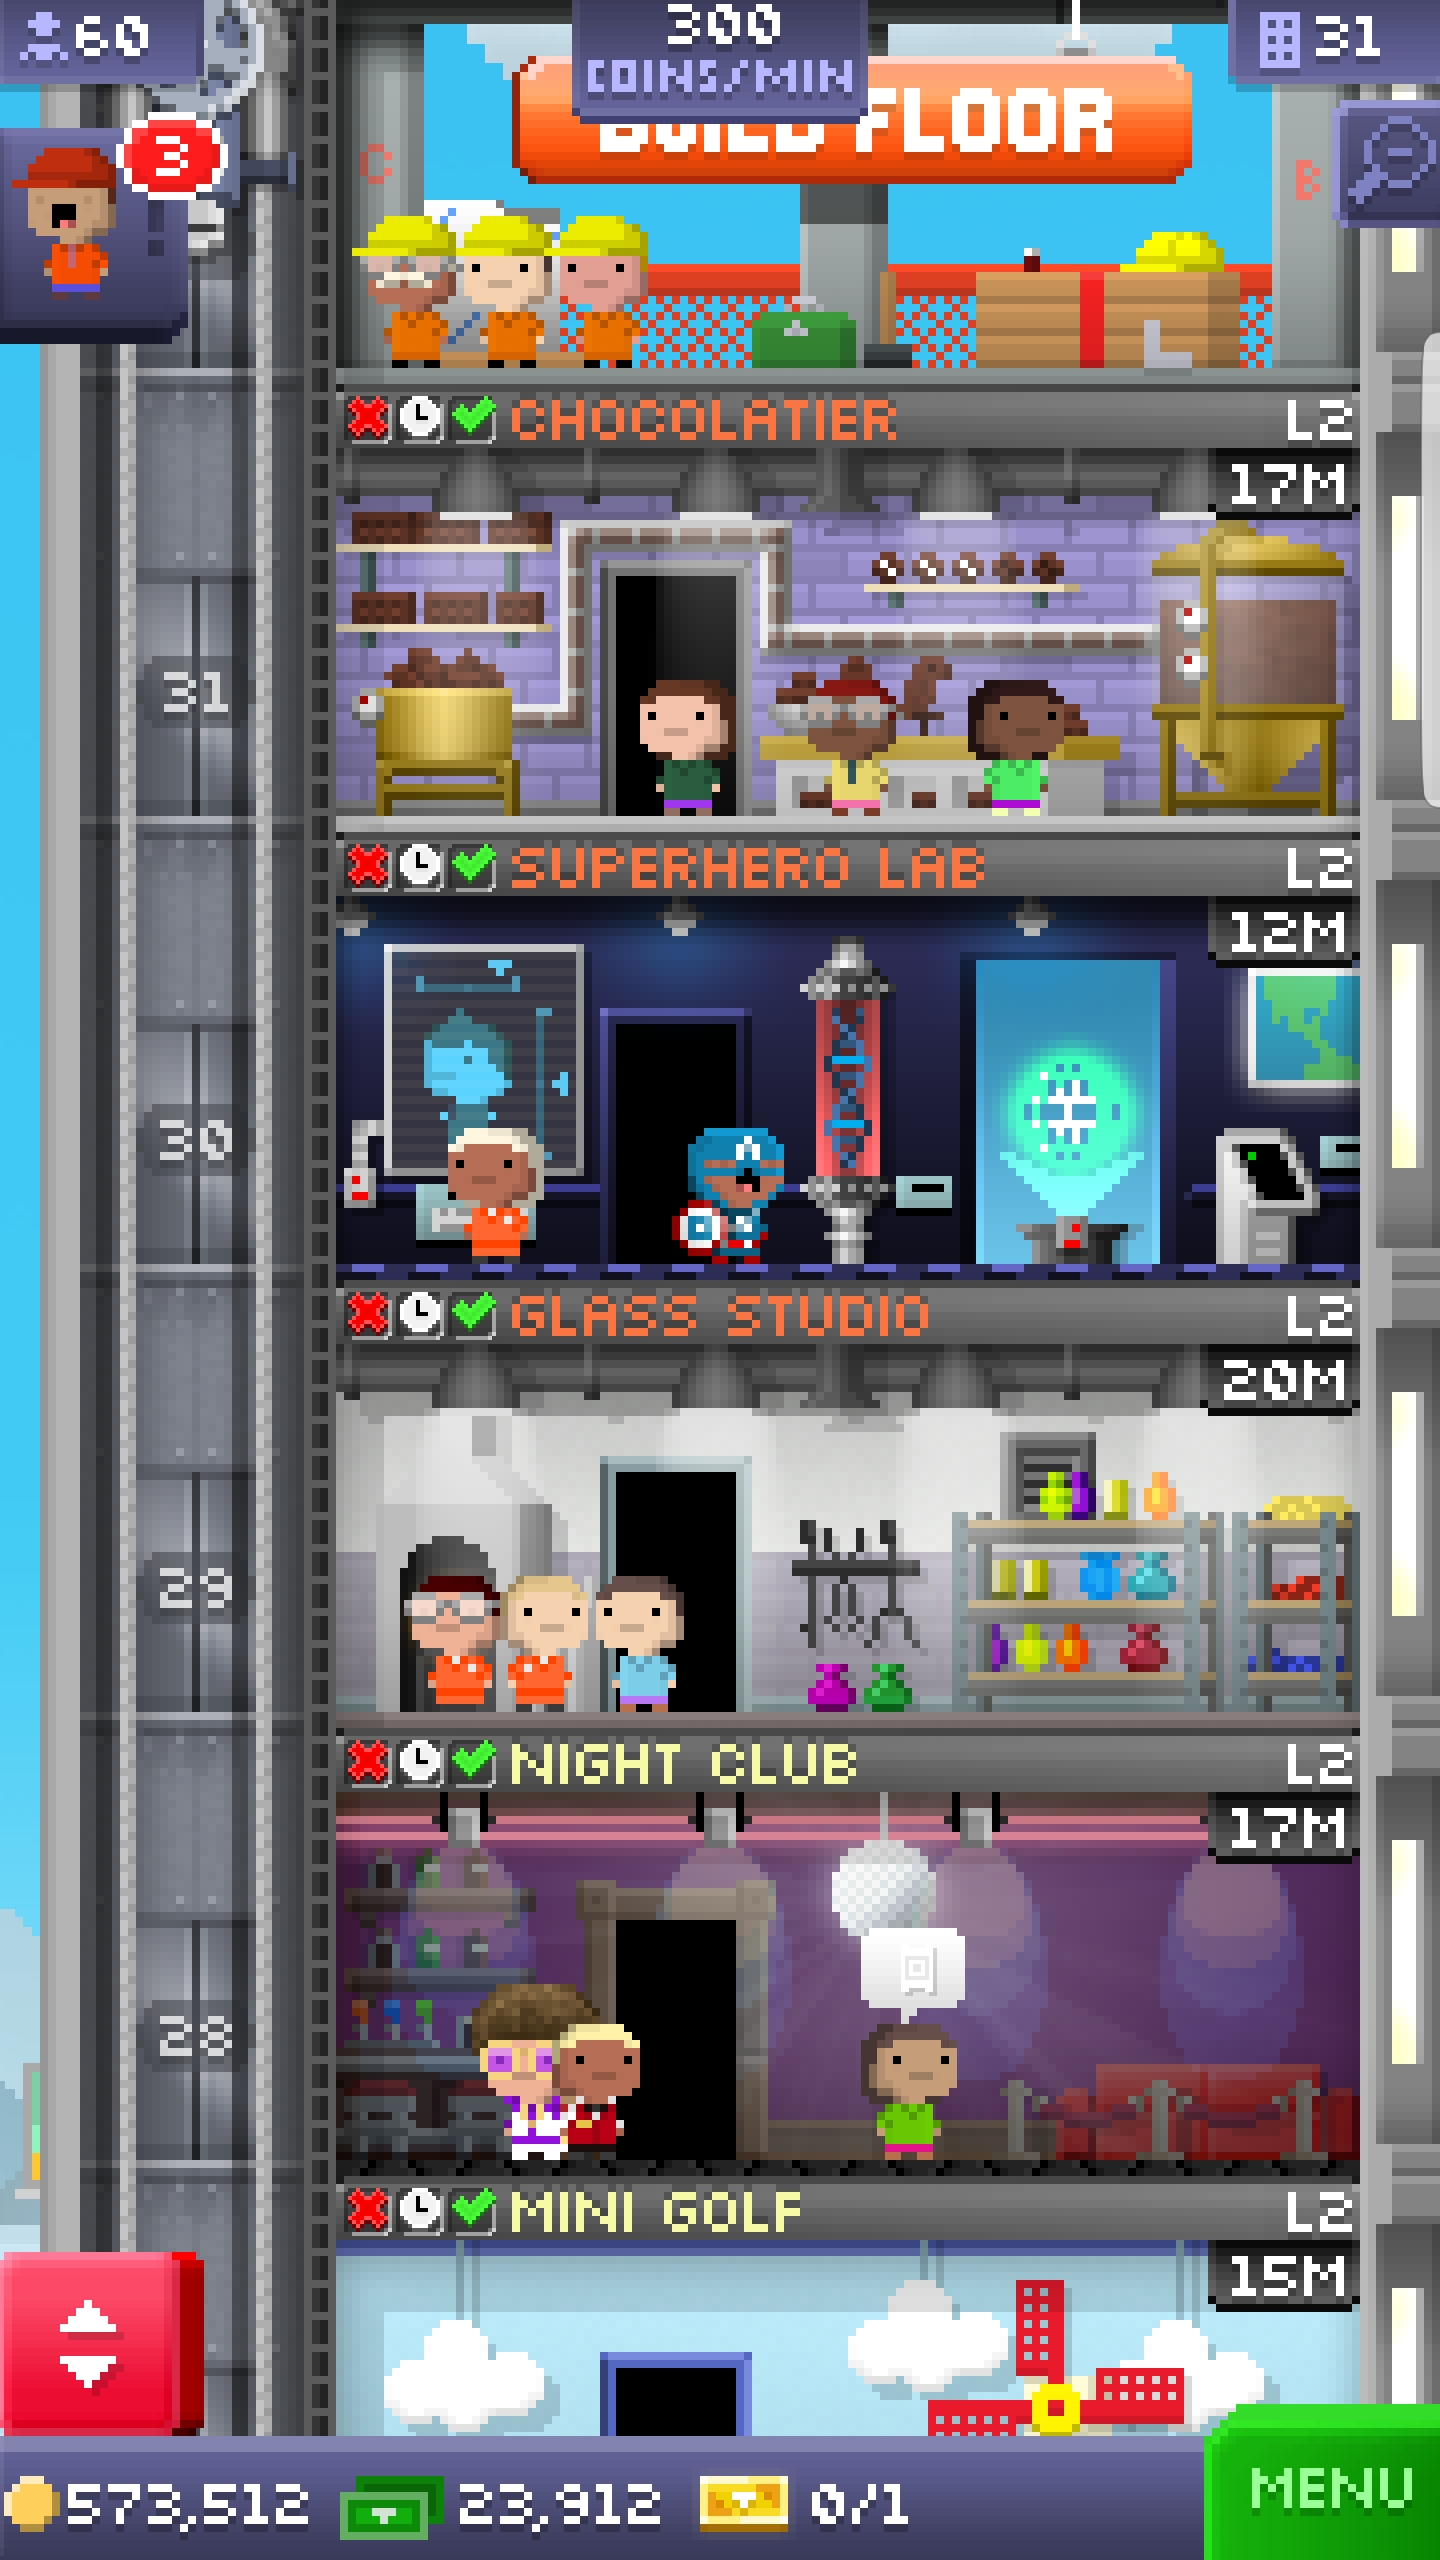 60
300
COINS/MIN
31
BUILD FLOOR
3
C
B
CHOCOLATIER L2
17M
31
SUPERHERO LAB L2
12M
30
GLASS STUDIO L2
20M
29
NIGHT CLUB L2
17M
28
MINI GOLF L2
15M
573,512
23,912
0/1
MENU